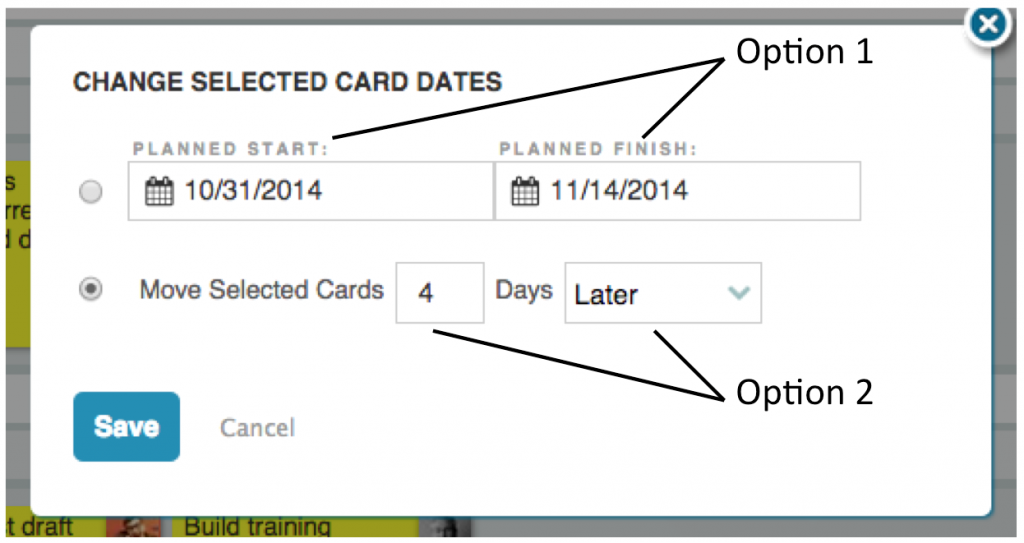 Option 1
CHANGE SELECTED CARD DATES
PLANNED START: PLANNED FINISH:
10/31/2014 11/14/2014
s
rre
d d
Move Selected Cards 4 Days Later
Option 2
Save Cancel
t draft Build training